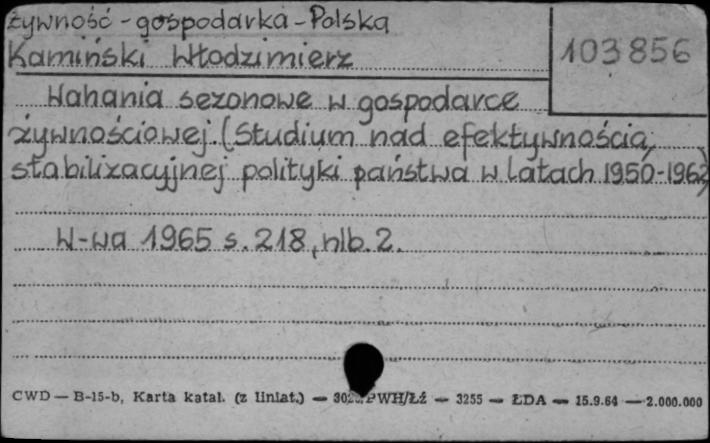 żywność - gospodarka - Polska
103856
Kamiński Włodzimierz
Wahania sezonowe w gospodarce
żywnościowej. (Studium nad efektywnością
stabilizacyjnej polityki państwa w latach 1950-1962)
W-wa 1965 s. 218, nlb. 2.
CWD — B-15-b, Karta katal. (z liniat.) — PWH/Łź — 3255 — ŁDA — 15.9.64 — 2.000.000